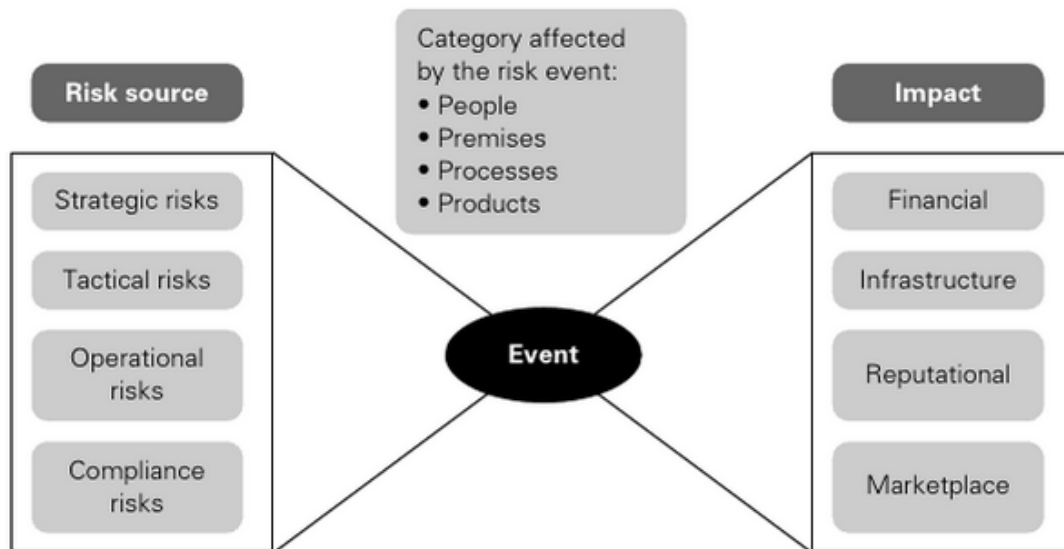 Risk source
Strategic risks
Tactical risks
Operational
risks
Compliance
risks
Category affected
by the risk event:
• People
• Premises
• Processes
• Products
Event
Impact
Financial
Infrastructure
Reputational
Marketplace